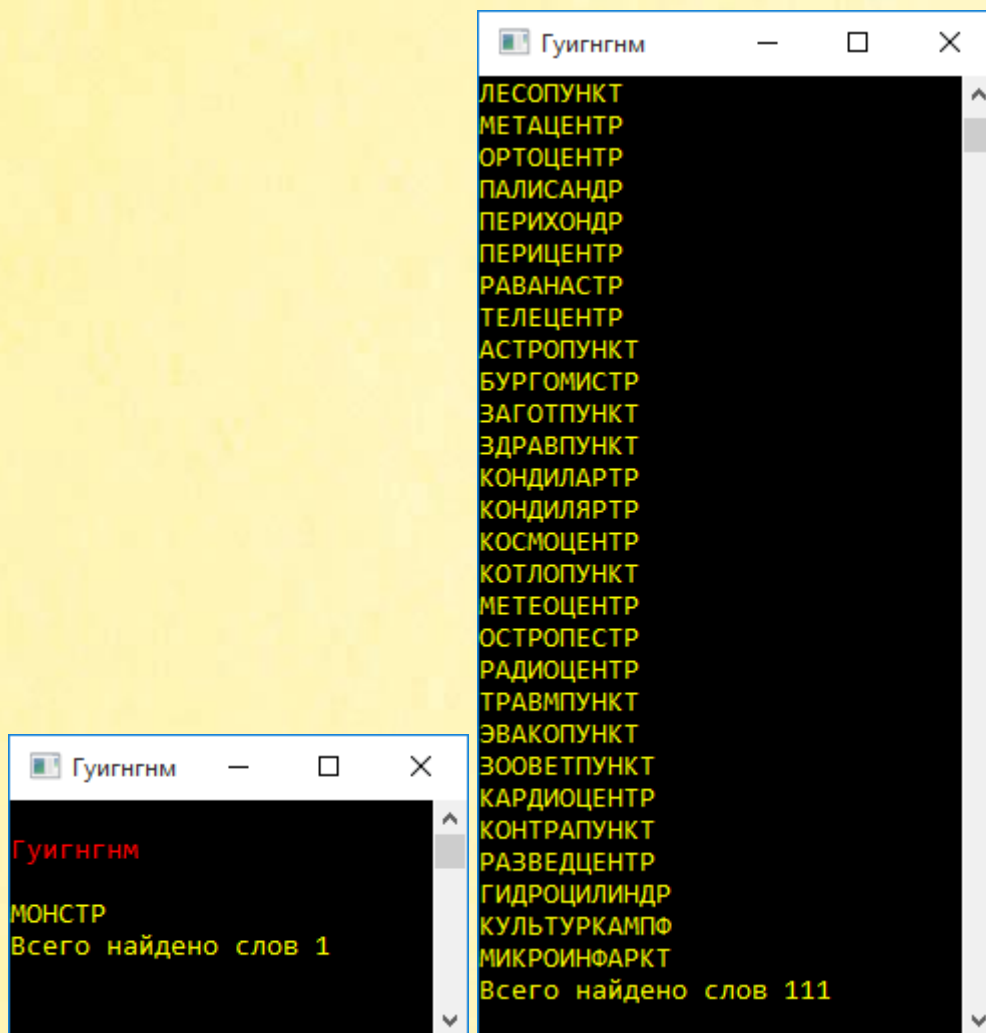 Гуигнгнм
ЛЕСОПУНКТ
МЕТАЦЕНТР
ОРТОЦЕНТР
ПАЛИСАНДР
ПЕРИХОНДР
ПЕРИЦЕНТР
РАВАНАСТР
ТЕЛЕЦЕНТР
АСТРОПУНКТ
БУРГОМИСТР
ЗАГОТПУНКТ
ЗДРАВПУНКТ
КОНДИЛАРТР
КОНДИЛЯРТР
КОСМОЦЕНТР
КОТЛОПУНКТ
МЕТЕОЦЕНТР
ОСТРОПЕСТР
РАДИОЦЕНТР
ТРАВМПУНКТ
ЭВАКОПУНКТ
ЗООВЕТПУНКТ
КАРДИОЦЕНТР
КОНТРАПУНКТ
РАЗВЕДЦЕНТР
ГИДРОЦИЛИНДР
КУЛЬТУРКАМПФ
МИКРОИНФАРКТ
Всего найдено слов 111
Гуигнгнм
Гуигнгнм
МОНСТР
Всего найдено слов 1